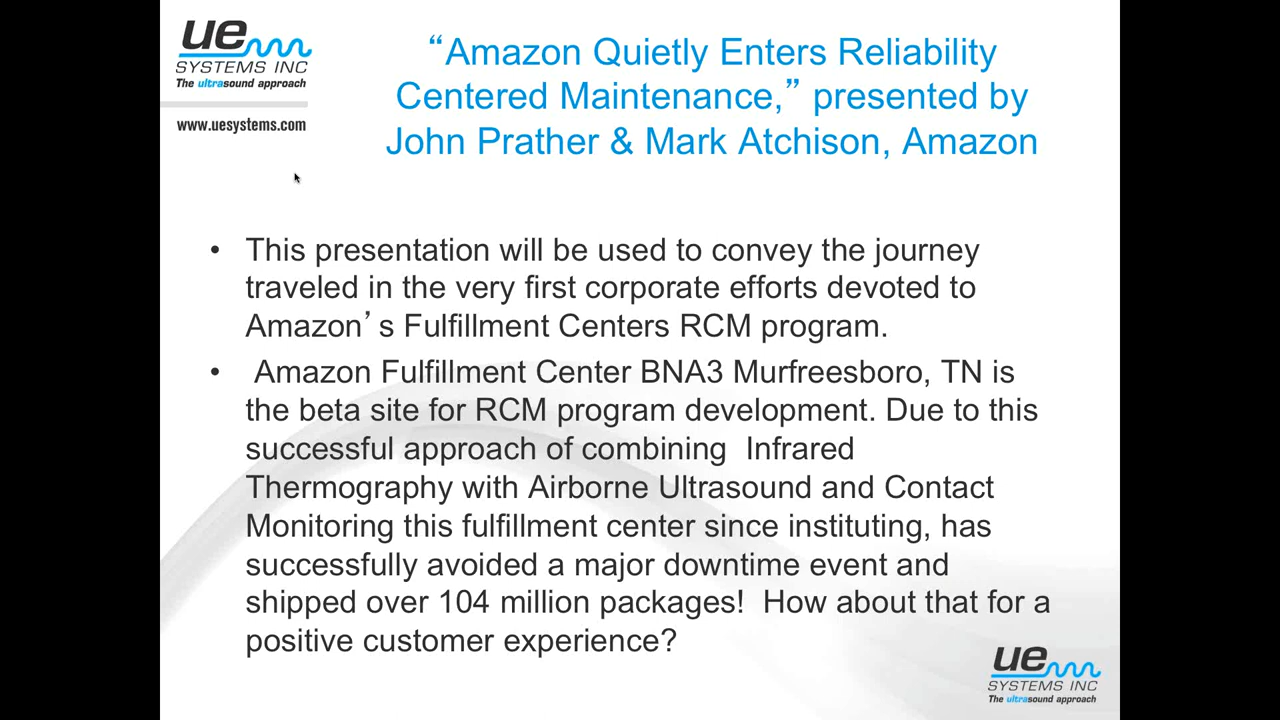 ue
SYSTEMS INC
The ultrasound approach
www.uesystems.com
“Amazon Quietly Enters Reliability
Centered Maintenance,” presented by
John Prather & Mark Atchison, Amazon
• This presentation will be used to convey the journey
traveled in the very first corporate efforts devoted to
Amazon’s Fulfillment Centers RCM program.
• Amazon Fulfillment Center BNA3 Murfreesboro, TN is
the beta site for RCM program development. Due to this
successful approach of combining Infrared
Thermography with Airborne Ultrasound and Contact
Monitoring this fulfillment center since instituting, has
successfully avoided a major downtime event and
shipped over 104 million packages! How about that for a
positive customer experience?
ue
SYSTEMS INC
The ultrasound approach